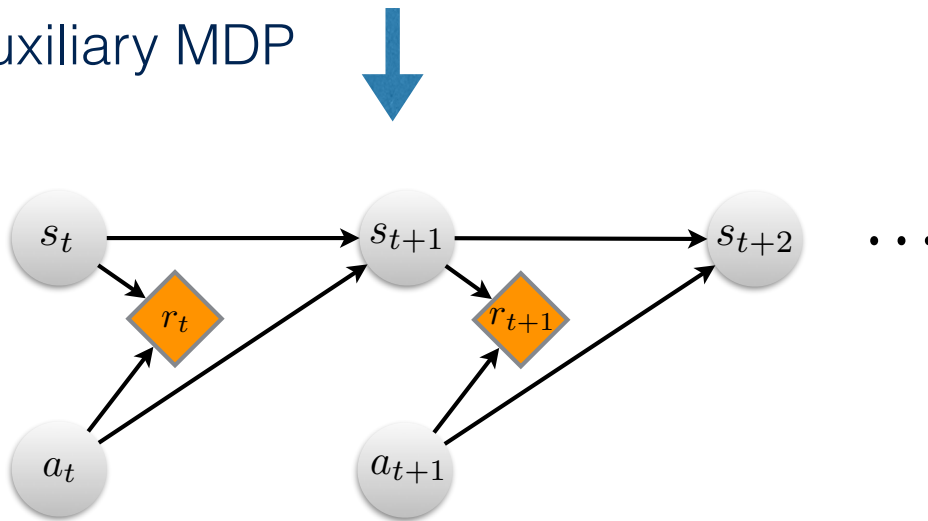 uxiliary MDP
s_t s_{t+1} s_{t+2} ...
r_t r_{t+1}
a_t a_{t+1}